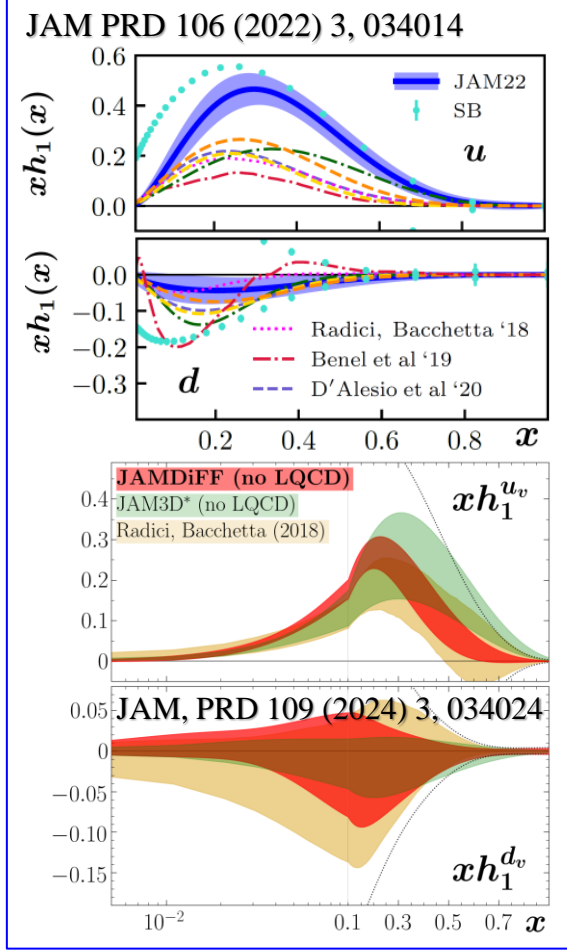 JAM PRD 106 (2022) 3, 034014
0.6
0.4
0.2
0.0
xh₁(x)
JAM22
SB
u
0.0
−0.1
−0.2
−0.3
xh₁(x)
Radici, Bacchetta ‘18
Benel et al ‘19
D′Alesio et al ‘20
d
0.2 0.4 0.6 0.8 x
JAMDiFF (no LQCD)
JAM3D* (no LQCD)
Radici, Bacchetta (2018)
xh₁^{u_v}
0.4
0.3
0.2
0.1
0
JAM, PRD 109 (2024) 3, 034024
0.05
0
−0.05
−0.10
−0.15
xh₁^{d_v}
10⁻² 0.1 0.3 0.5 0.7 x